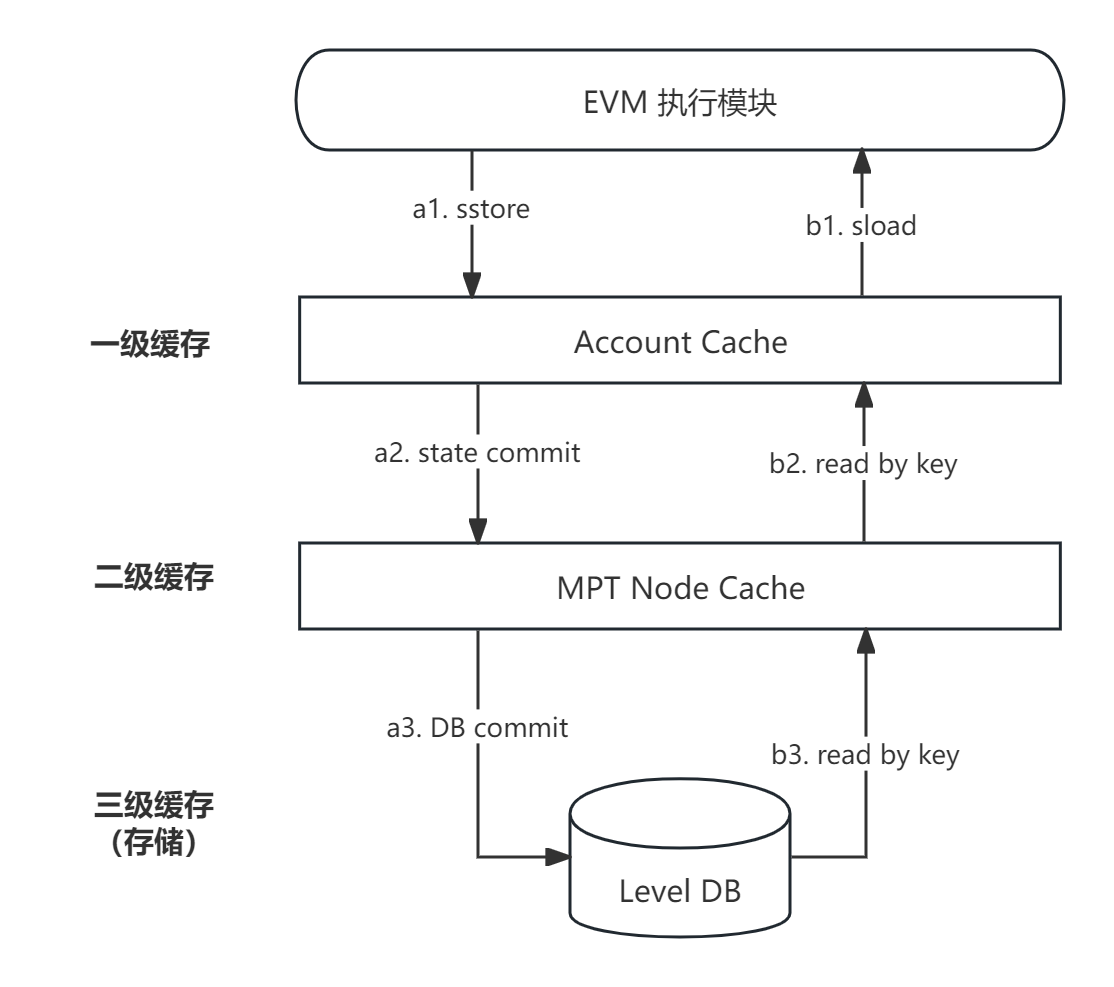 EVM 执行模块
a1. sstore
b1. sload
一级缓存
Account Cache
a2. state commit
b2. read by key
二级缓存
MPT Node Cache
a3. DB commit
b3. read by key
三级缓存
（存储）
Level DB